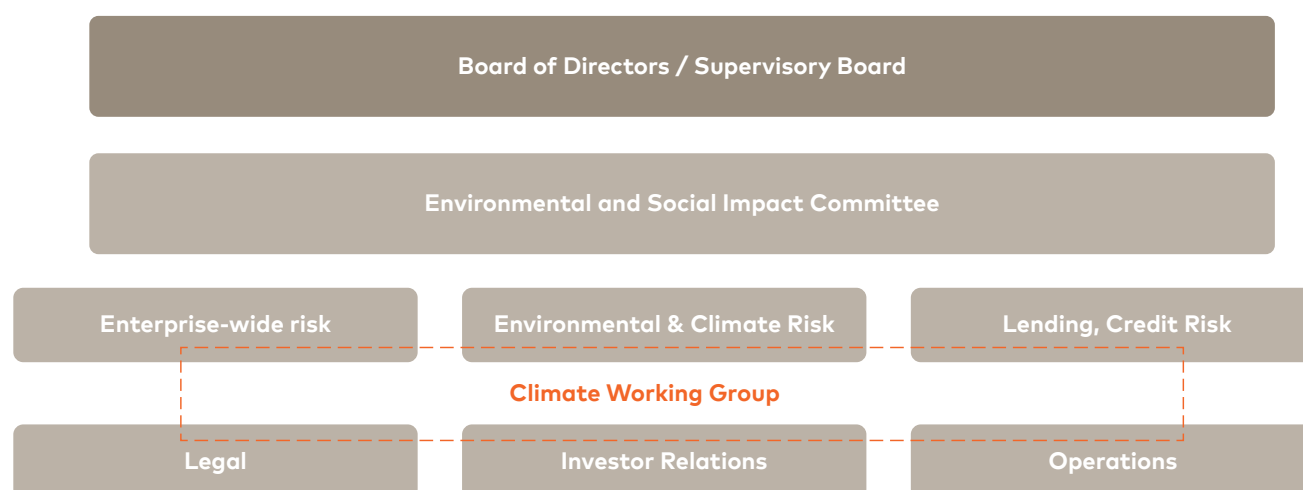 Board of Directors / Supervisory Board
Environmental and Social Impact Committee
Enterprise-wide risk
Environmental & Climate Risk
Lending, Credit Risk
Climate Working Group
Legal
Investor Relations
Operations